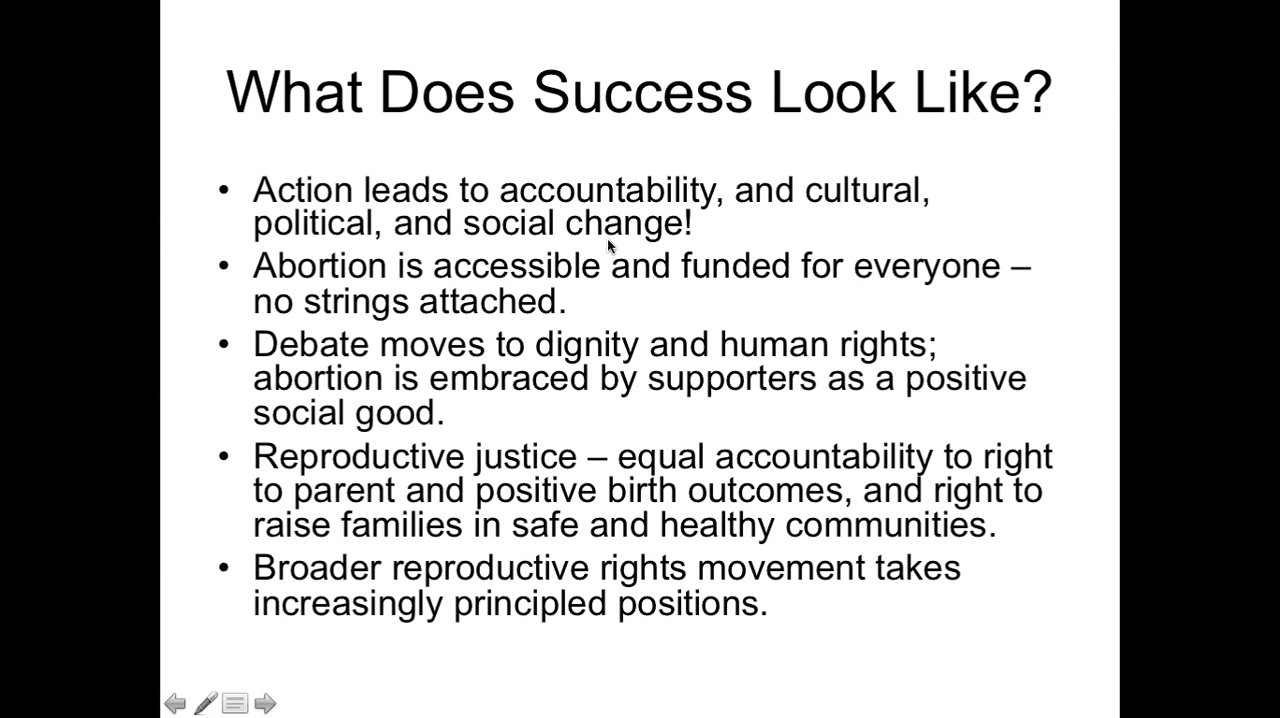 What Does Success Look Like?
• Action leads to accountability, and cultural,
political, and social change!
• Abortion is accessible and funded for everyone –
no strings attached.
• Debate moves to dignity and human rights;
abortion is embraced by supporters as a positive
social good.
• Reproductive justice – equal accountability to right
to parent and positive birth outcomes, and right to
raise families in safe and healthy communities.
• Broader reproductive rights movement takes
increasingly principled positions.